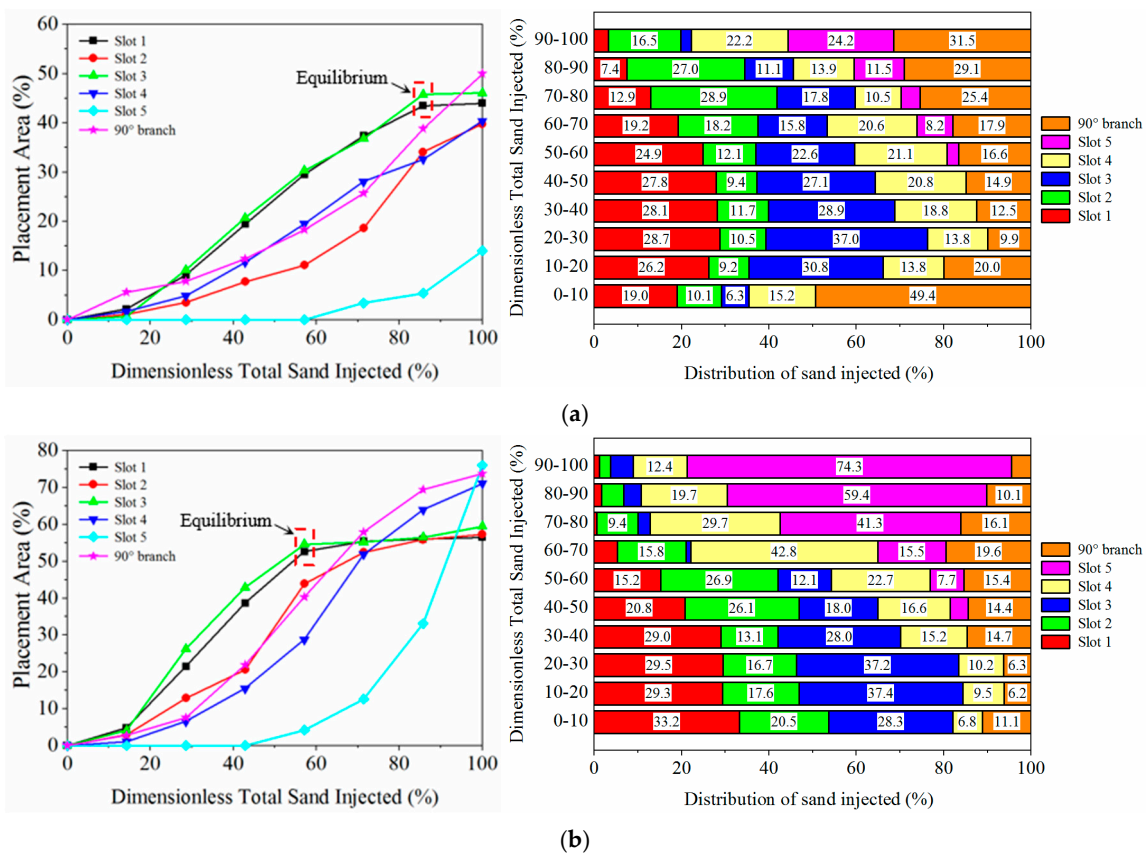 60
50
40
30
20
10
0
Placement Area (%)
Slot 1
Slot 2
Slot 3
Slot 4
Slot 5
90° branch
Equilibrium
0 20 40 60 80 100
Dimensionless Total Sand Injected (%)
Dimensionless Total Sand Injected (%)
90-100 16.5 22.2 24.2 31.5
80-90 7.4 27.0 11.1 13.9 11.5 29.1
70-80 12.9 28.9 17.8 10.5 25.4
60-70 19.2 18.2 15.8 20.6 8.2 17.9
50-60 24.9 12.1 22.6 21.1 16.6
40-50 27.8 9.4 27.1 20.8 14.9
30-40 28.1 11.7 28.9 18.8 12.5
20-30 28.7 10.5 37.0 13.8 9.9
10-20 26.2 9.2 30.8 13.8 20.0
0-10 19.0 10.1 6.3 15.2 49.4
0 20 40 60 80 100
Distribution of sand injected (%)
90° branch
Slot 5
Slot 4
Slot 3
Slot 2
Slot 1
(a)
80
70
60
50
40
30
20
10
0
Placement Area (%)
Slot 1
Slot 2
Slot 3
Slot 4
Slot 5
90° branch
Equilibrium
0 20 40 60 80 100
Dimensionless Total Sand Injected (%)
Dimensionless Total Sand Injected (%)
90-100 12.4 74.3
80-90 19.7 59.4 10.1
70-80 9.4 29.7 41.3 16.1
60-70 15.8 42.8 15.5 19.6
50-60 15.2 26.9 12.1 22.7 7.7 15.4
40-50 20.8 26.1 18.0 16.6 14.4
30-40 29.0 13.1 28.0 15.2 14.7
20-30 29.5 16.7 37.2 10.2 6.3
10-20 29.3 17.6 37.4 9.5 6.2
0-10 33.2 20.5 28.3 6.8 11.1
0 20 40 60 80 100
Distribution of sand injected (%)
90° branch
Slot 5
Slot 4
Slot 3
Slot 2
Slot 1
(b)